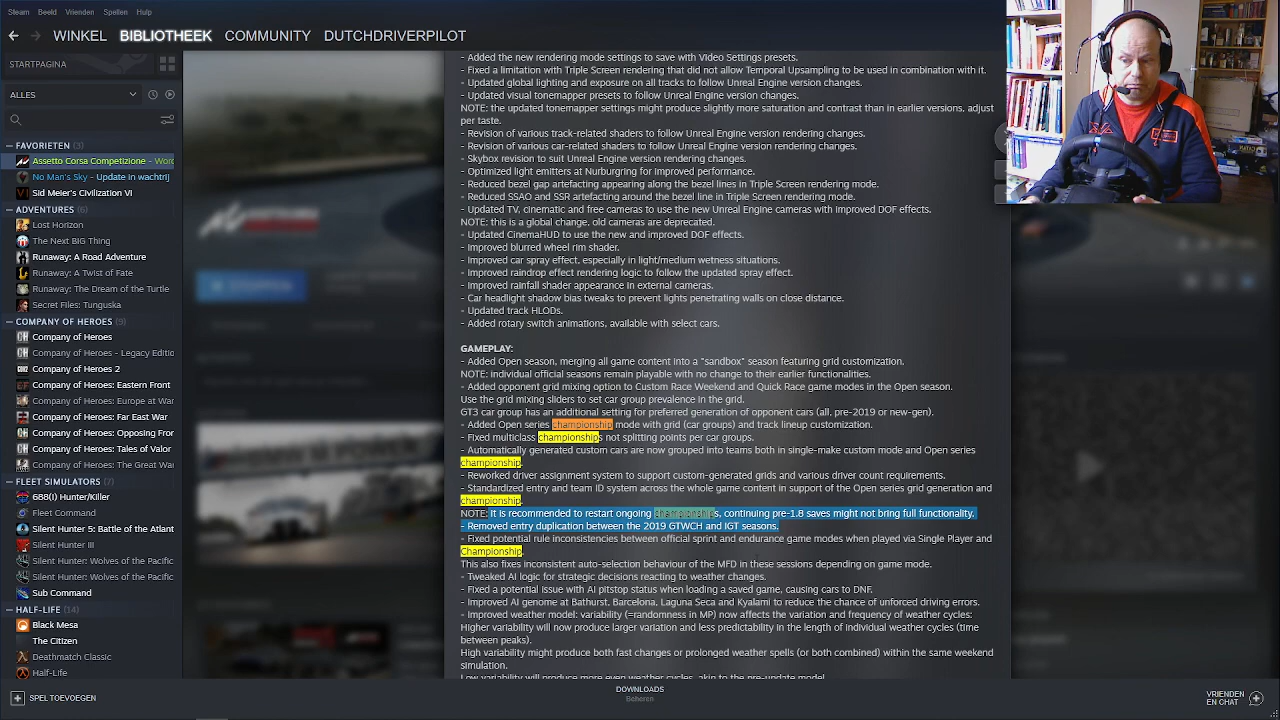 Steam Beeld Vrienden Spellen Hulp
WINKEL BIBLIOTHEEK COMMUNITY DUTCHDRIVERPILOT
STARTPAGINA
ALLES
FAVORIETEN (3)
Assetto Corsa Competizione - Word
No Man's Sky - Update in wachtrij
Sid Meier's Civilization VI
ADVENTURES (6)
Lost Horizon
The Next BIG Thing
Runaway: A Road Adventure
Runaway: A Twist of Fate
Runaway: The Dream of the Turtle
Secret Files: Tunguska
COMPANY OF HEROES (9)
Company of Heroes
Company of Heroes - Legacy Editio
Company of Heroes 2
Company of Heroes: Eastern Front
Company of Heroes: Europe at War
Company of Heroes: Far East War
Company of Heroes: Opposing Fron
Company of Heroes: Tales of Valor
Company of Heroes: The Great War
FLEET SIMULATORS (7)
688(I) Hunter/Killer
Fleet Command
Silent Hunter 5: Battle of the Atlant
Silent Hunter III
Silent Hunter: Wolves of the Pacific
Silent Hunter: Wolves of the Pacific
Sub Command
HALF-LIFE (14)
Black Mesa
The Citizen
Deathmatch Classic
Half-Life
- Added the new rendering mode settings to save with Video Settings presets.
- Fixed a limitation with Triple Screen rendering that did not allow Temporal Upsampling to be used in combination with it.
- Updated global lighting and exposure on all tracks to follow Unreal Engine version changes.
- Updated visual tonemapper presets to follow Unreal Engine version changes.
NOTE: the updated tonemapper settings might produce slightly more saturation and contrast than in earlier versions, adjust
per taste.
- Revision of various track-related shaders to follow Unreal Engine version rendering changes.
- Revision of various car-related shaders to follow Unreal Engine version rendering changes.
- Skybox revision to suit Unreal Engine version rendering changes.
- Optimized light emitters at Nurburgring for improved performance.
- Reduced bezel gap artefacting appearing along the bezel lines in Triple Screen rendering mode.
- Reduced SSAO and SSR artefacting around the bezel line in Triple Screen rendering mode.
- Updated TV, cinematic and free cameras to use the new Unreal Engine cameras with improved DOF effects.
NOTE: this is a global change, old cameras are deprecated.
- Updated CinemaHUD to use the new and improved DOF effects.
- Improved blurred wheel rim shader.
- Improved car spray effect, especially in light/medium wetness situations.
- Improved raindrop effect rendering logic to follow the updated spray effect.
- Improved rainfall shader appearance in external cameras.
- Car headlight shadow bias tweaks to prevent lights penetrating walls on close distance.
- Updated track HLODs.
- Added rotary switch animations, available with select cars.
GAMEPLAY:
- Added Open season, merging all game content into a "sandbox" season featuring grid customization.
NOTE: individual official seasons remain playable with no change to their earlier functionalities.
- Added opponent grid mixing option to Custom Race Weekend and Quick Race game modes in the Open season.
Use the grid mixing sliders to set car group prevalence in the grid.
GT3 car group has an additional setting for preferred generation of opponent cars (all, pre-2019 or new-gen).
- Added Open series championship mode with grid (car groups) and track lineup customization.
- Fixed multiclass championships not splitting points per car groups.
- Automatically generated custom cars are now grouped into teams both in single-make custom mode and Open series
championship.
- Reworked driver assignment system to support custom-generated grids and various driver count requirements.
- Standardized entry and team ID system across the whole game content in support of the Open series grid generation and
championship.
NOTE: it is recommended to restart ongoing championships, continuing pre-1.8 saves might not bring full functionality.
- Removed entry duplication between the 2019 GTWCH and IGT seasons.
- Fixed potential rule inconsistencies between official sprint and endurance game modes when played via Single Player and
Championship.
This also fixes inconsistent auto-selection behaviour of the MFD in these sessions depending on game mode.
- Tweaked AI logic for strategic decisions reacting to weather changes.
- Fixed a potential issue with AI pitstop status when loading a saved game, causing cars to DNF.
- Improved AI genome at Bathurst, Barcelona, Laguna Seca and Kyalami to reduce the chance of unforced driving errors.
- Improved weather model: variability (=randomness in MP) now affects the variation and frequency of weather cycles:
Higher variability will now produce larger variation and less predictability in the length of individual weather cycles (time
between peaks).
High variability might produce both fast changes or prolonged weather spells (or both combined) within the same weekend
simulation.
Low variability will produce more even weather cycles, akin to the pre-update model.
SPEL TOEVOEGEN
DOWNLOADS
Beheren
VRIENDEN
EN CHAT